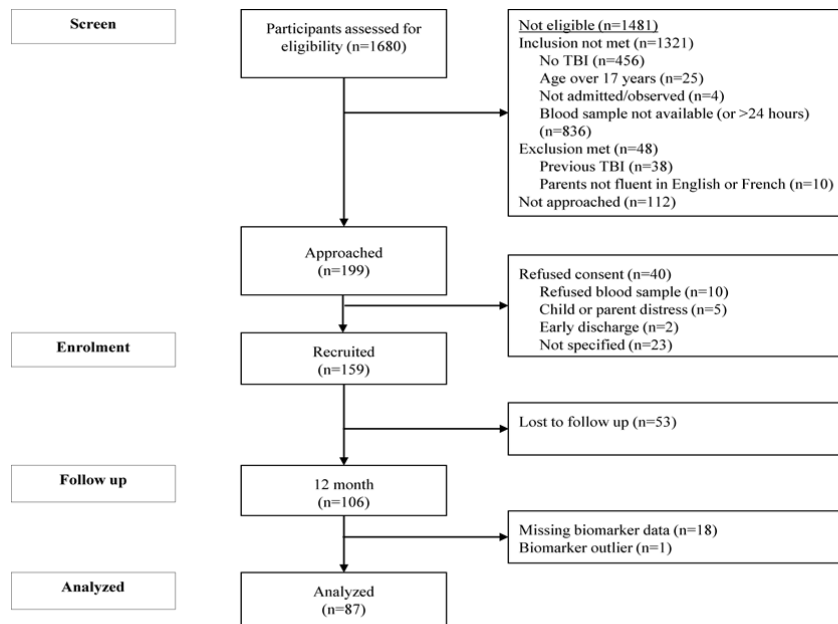 Screen
Participants assessed for
eligibility (n=1680)
Not eligible (n=1481)
Inclusion not met (n=1321)
No TBI (n=456)
Age over 17 years (n=25)
Not admitted/observed (n=4)
Blood sample not available (or >24 hours)
(n=836)
Exclusion met (n=48)
Previous TBI (n=38)
Parents not fluent in English or French (n=10)
Not approached (n=112)
Approached
(n=199)
Refused consent (n=40)
Refused blood sample (n=10)
Child or parent distress (n=5)
Early discharge (n=2)
Not specified (n=23)
Enrolment
Recruited
(n=159)
Lost to follow up (n=53)
Follow up
12 month
(n=106)
Missing biomarker data (n=18)
Biomarker outlier (n=1)
Analyzed
Analyzed
(n=87)